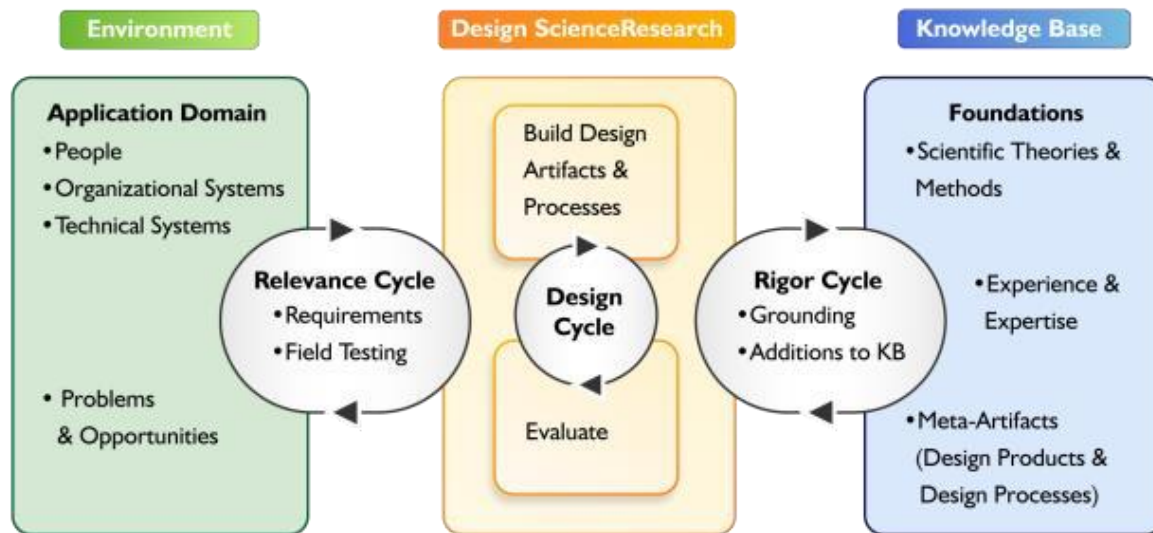 Environment
Design ScienceResearch
Knowledge Base
Application Domain
•People
•Organizational Systems
•Technical Systems
• Problems
& Opportunities
Relevance Cycle
•Requirements
•Field Testing
Build Design
Artifacts &
Processes
Design
Cycle
Evaluate
Rigor Cycle
•Grounding
•Additions to KB
Foundations
•Scientific Theories &
Methods
•Experience &
Expertise
•Meta-Artifacts
(Design Products &
Design Processes)